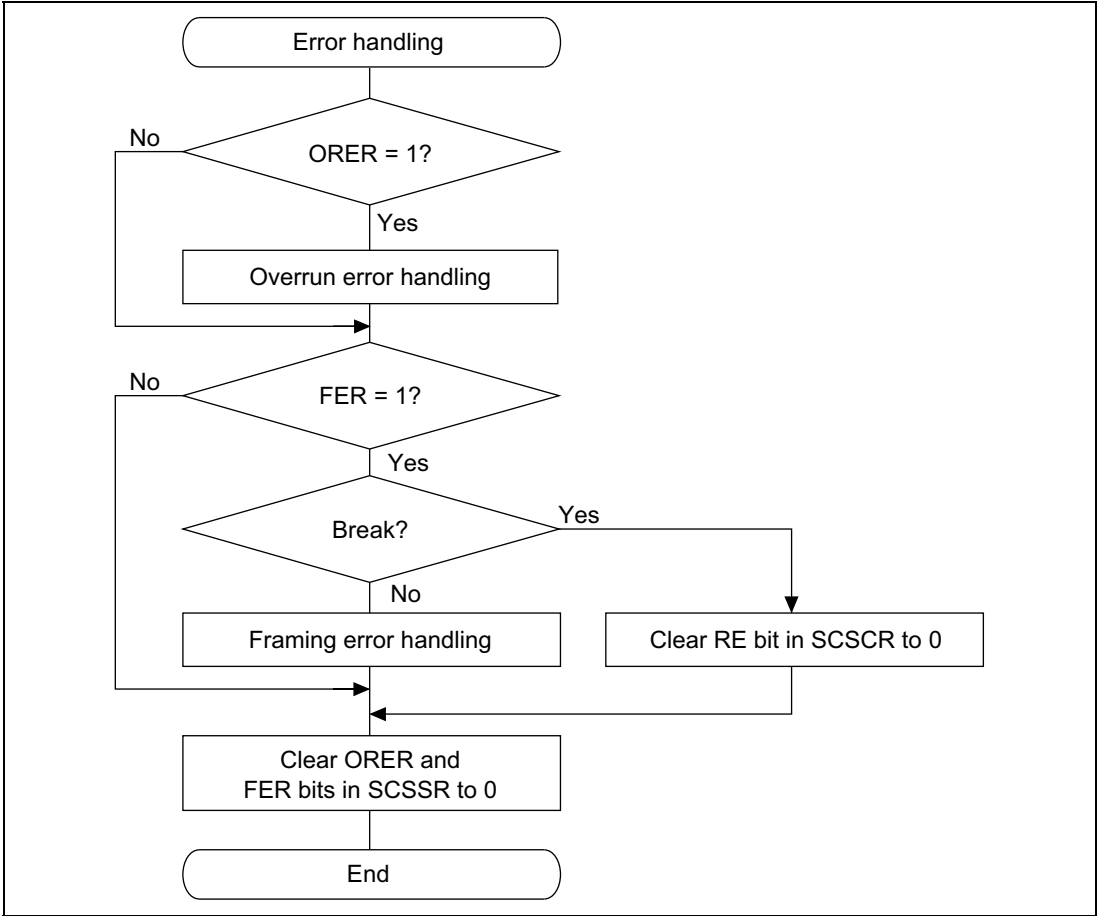 Error handling
No
ORER = 1?
Yes
Overrun error handling
No
FER = 1?
Yes
Break?
Yes
No
Framing error handling
Clear RE bit in SCSCR to 0
Clear ORER and
FER bits in SCSSR to 0
End